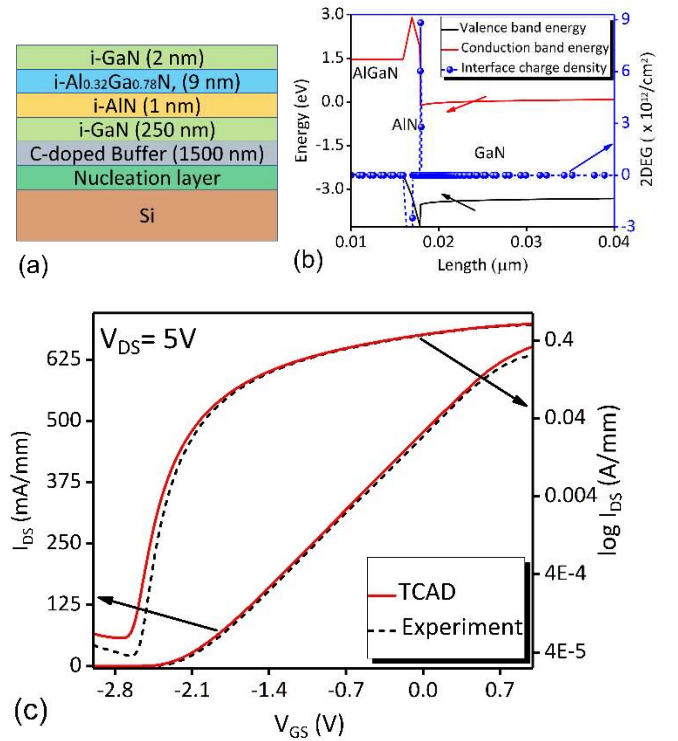 i-GaN (2 nm)
i-Al0.32Ga0.78N, (9 nm)
i-AlN (1 nm)
i-GaN (250 nm)
C-doped Buffer (1500 nm)
Nucleation layer
Si
(a)
Valence band energy
Conduction band energy
Interface charge density
AlGaN
AlN
GaN
Energy (eV)
3.0
1.5
0.0
-1.5
-3.0
2DEG ( x 10¹²/cm²)
9
6
3
0
-3
0.01 0.02 0.03 0.04
Length (μm)
(b)
VDS= 5V
IDS (mA/mm)
625
500
375
250
125
0
log IDS (A/mm)
0.4
0.04
0.004
4E-4
4E-5
TCAD
Experiment
-2.8 -2.1 -1.4 -0.7 0.0 0.7
VGS (V)
(c)